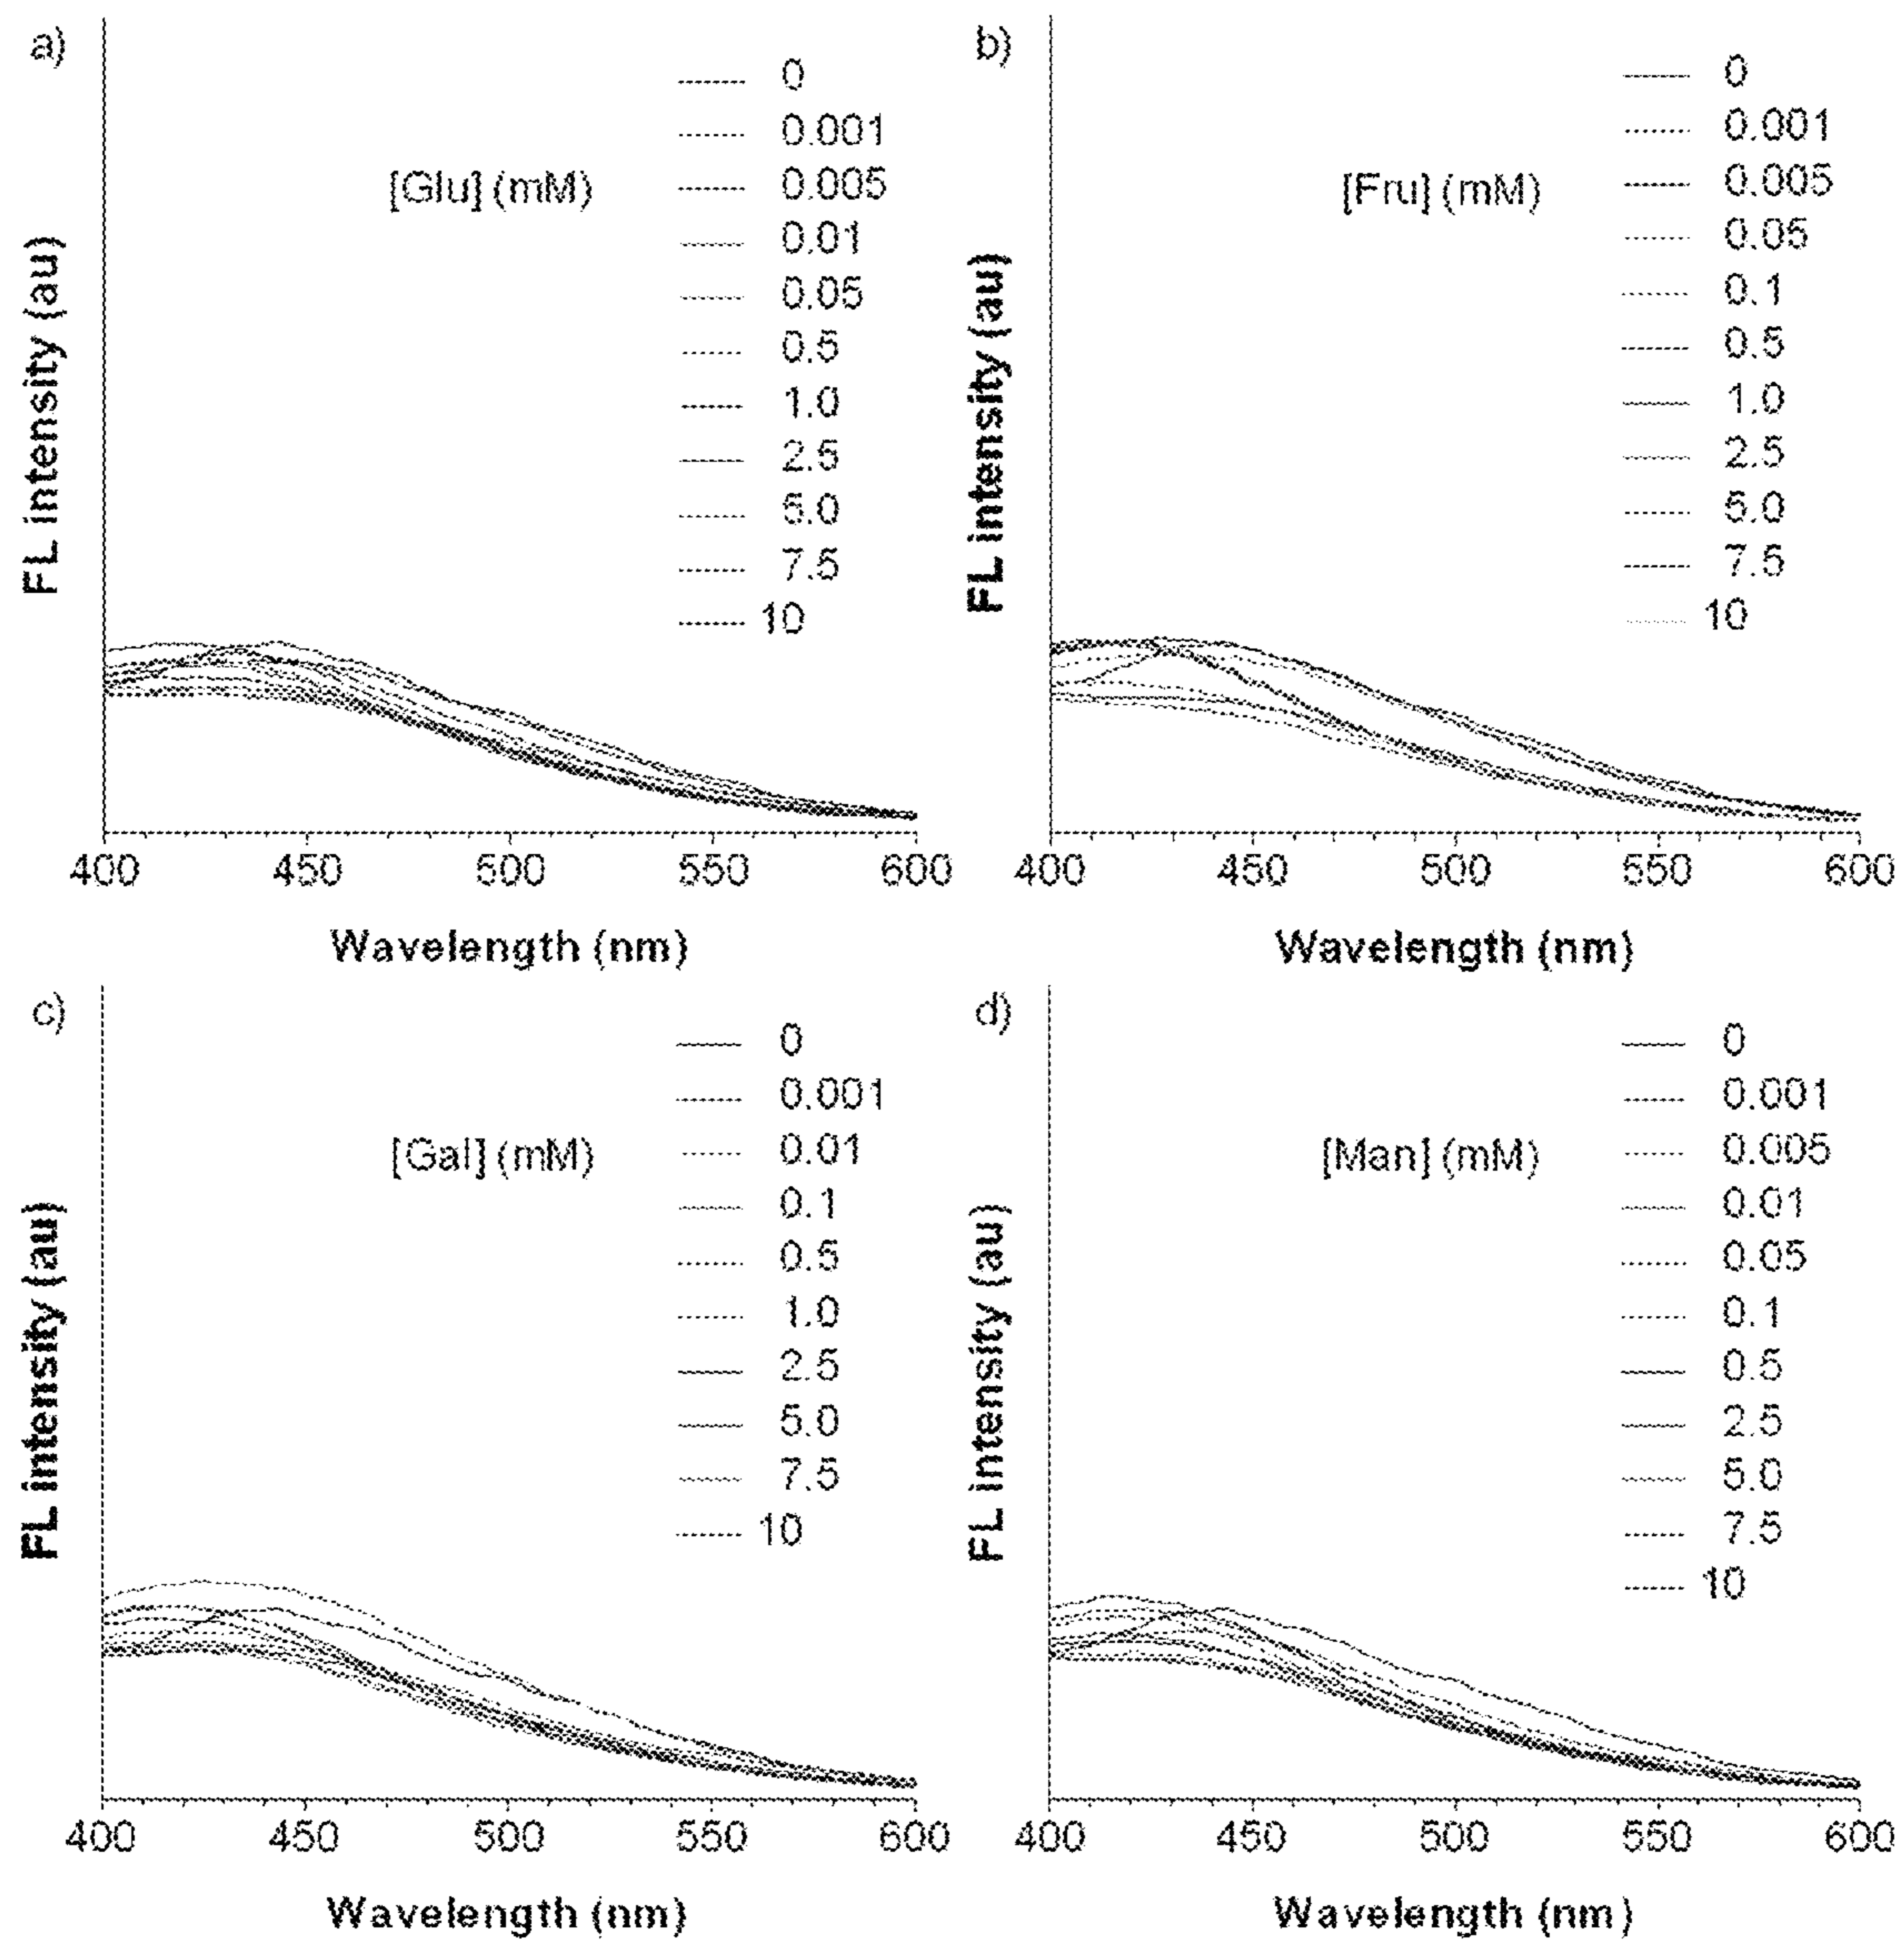 a)
[Glu] (mM)
0
0.001
0.005
0.01
0.05
0.5
1.0
2.5
5.0
7.5
10
FL intensity (au)
400 450 500 550 600
Wavelength (nm)
b)
[Fru] (mM)
0
0.001
0.005
0.05
0.1
0.5
1.0
2.5
5.0
7.5
10
FL intensity (au)
400 450 500 550 600
Wavelength (nm)
c)
[Gal] (mM)
0
0.001
0.01
0.1
0.5
1.0
2.5
5.0
7.5
10
FL intensity (au)
400 450 500 550 600
Wavelength (nm)
d)
[Man] (mM)
0
0.001
0.005
0.01
0.05
0.1
0.5
2.5
5.0
7.5
10
FL intensity (au)
400 450 500 550 600
Wavelength (nm)